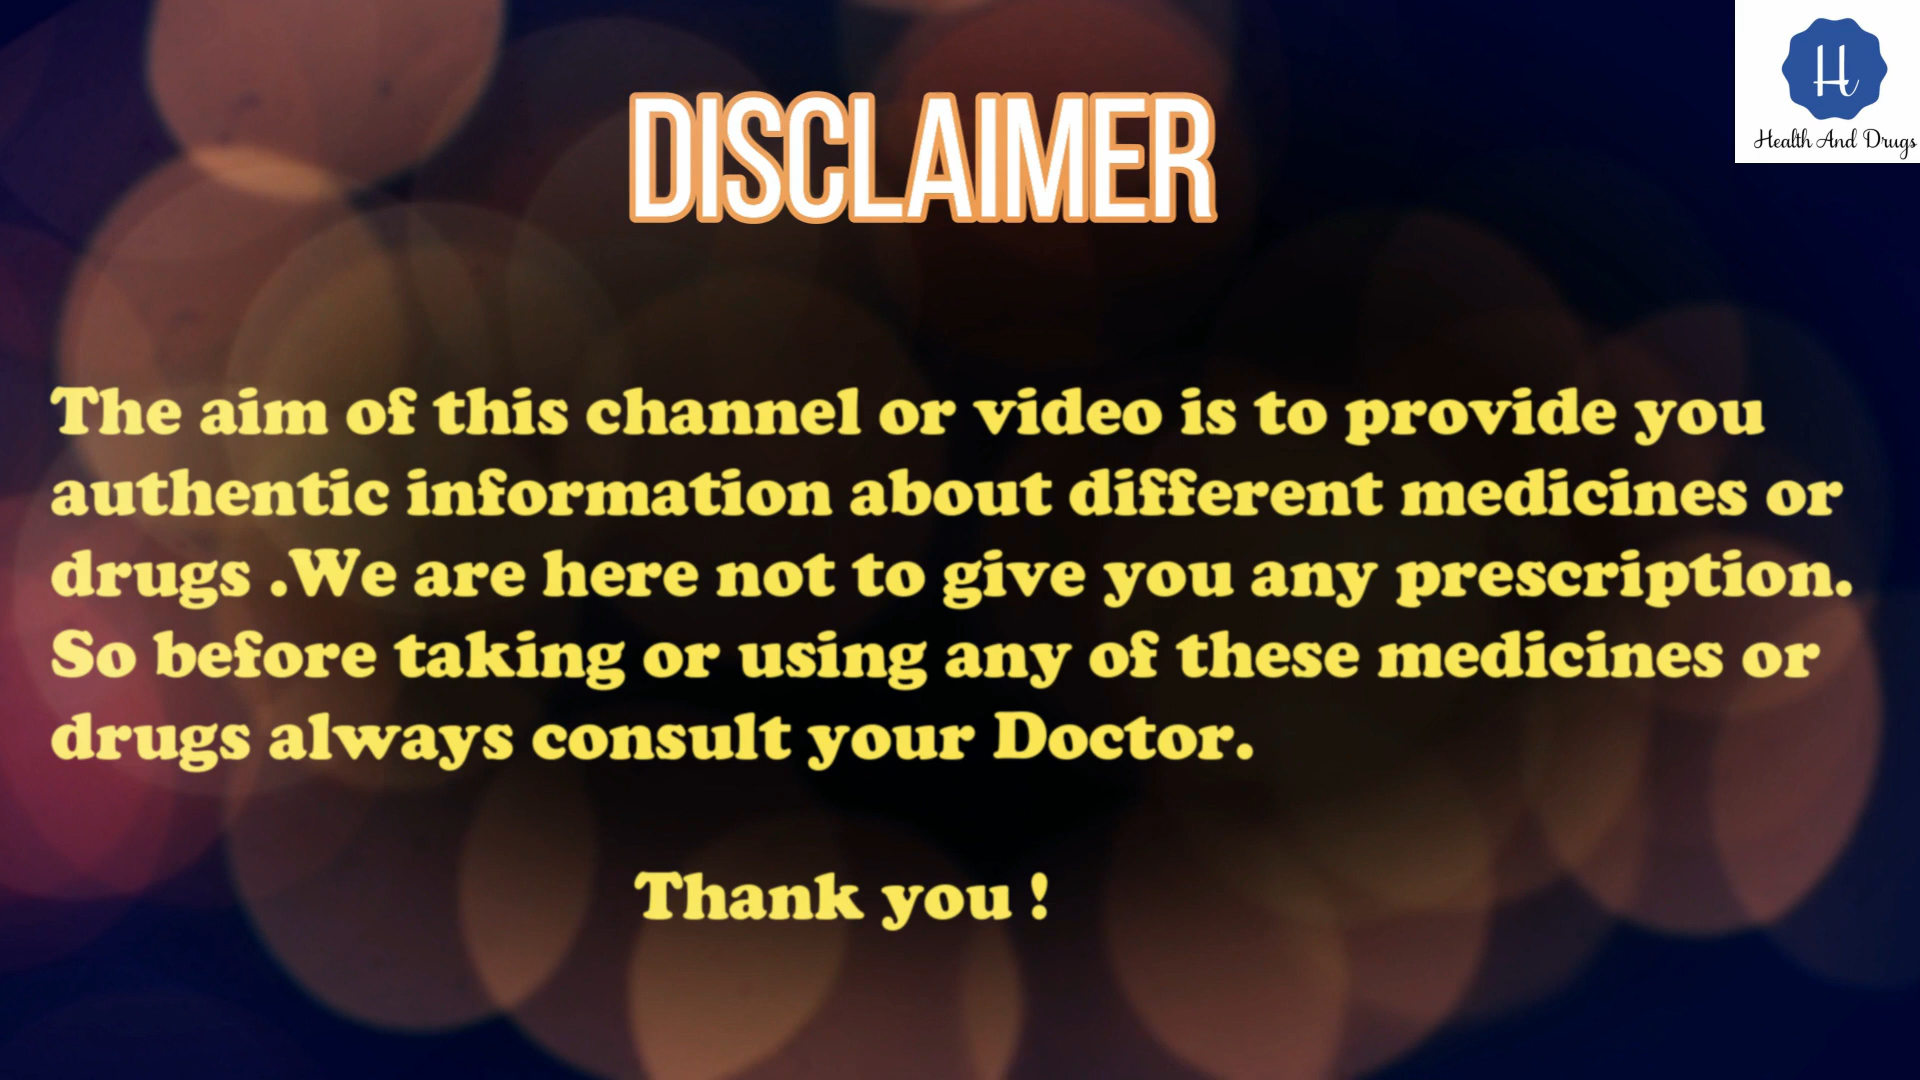 H
Health And Drugs
DISCLAIMER
The aim of this channel or video is to provide you
authentic information about different medicines or
drugs .We are here not to give you any prescription.
So before taking or using any of these medicines or
drugs always consult your Doctor.
Thank you !